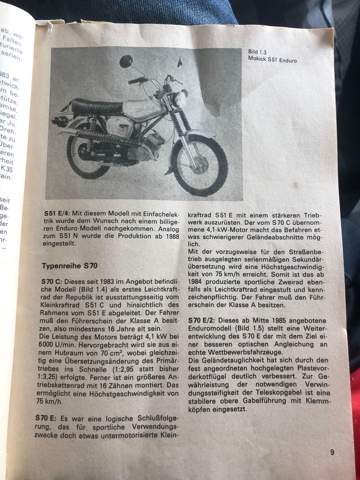 Bild 1.3
Mokick S51 Enduro
S51 E/4: Mit diesem Modell mit Einfachelek-
trik wurde dem Wunsch nach einem billige-
ren Enduro-Modell nachgekommen. Analog
zum S51 N wurde die Produktion ab 1988
eingestellt.
Typenreihe S70
S70 C: Dieses seit 1983 im Angebot befindli-
che Modell (Bild 1.4) als erstes Leichtkraft-
rad der Republik ist ausstattungsseitig vom
Kleinkraftrad S51 C und hinsichtlich des
Rahmens vom S51 E abgeleitet. Der Fahrer
muß den Führerschein der Klasse A besit-
zen, also mindestens 16 Jahre alt sein.
Die Leistung des Motors beträgt 4,1 kW bei
6000 U/min. Hervorgebracht wird sie aus ei-
nem Hubraum von 70 cm³, wobei gleichzei-
tig eine Übersetzungsänderung des Primär-
triebes ins Schnelle (1:2,95 statt bisher
1:3,25) erfolgte. Ferner ist ein größeres An-
triebskettenrad mit 16 Zähnen montiert. Das
ermöglicht eine Höchstgeschwindigkeit von
75 km/h.
S70 E: Es war eine logische Schlußfolge-
rung, das für sportliche Verwendungs-
zwecke doch etwas untermotorisierte Klein-
kraftrad S51 E mit einem stärkeren Trieb-
werk auszurüsten. Der vom S70 C übernom-
mene 4,1-kW-Motor macht das Befahren et-
was schwierigerer Geländeabschnitte mög-
lich.
Mit der vorzugsweise für den Straßenbe-
trieb ausgelegten serienmäßigen Sekundär-
übersetzung wird eine Höchstgeschwindig-
keit von 75 km/h erreicht. Somit ist das ab
1984 produzierte sportliche Zweirad eben-
falls als Leichtkraftrad eingestuft und kenn-
zeichenpflichtig. Der Fahrer muß den Führ-
erschein der Klasse A besitzen.
S70 E/2: Dieses ab Mitte 1985 angebotene
Enduromodell (Bild 1.5) stellt eine Weiter-
entwicklung des S70 E dar mit dem Ziel ei-
ner besseren optischen Angleichung an
echte Wettbewerbsfahrzeuge.
Die Geländetauglichkeit hat sich durch den
fest angeordneten hochgelegten Plastevor-
derkotflügel deutlich verbessert. Zur Ge-
währleistung der notwendigen Verwin-
dungssteifigkeit der Teleskopgabel ist eine
stabilere obere Gabelführung mit Klemm-
köpfen eingesetzt.
9